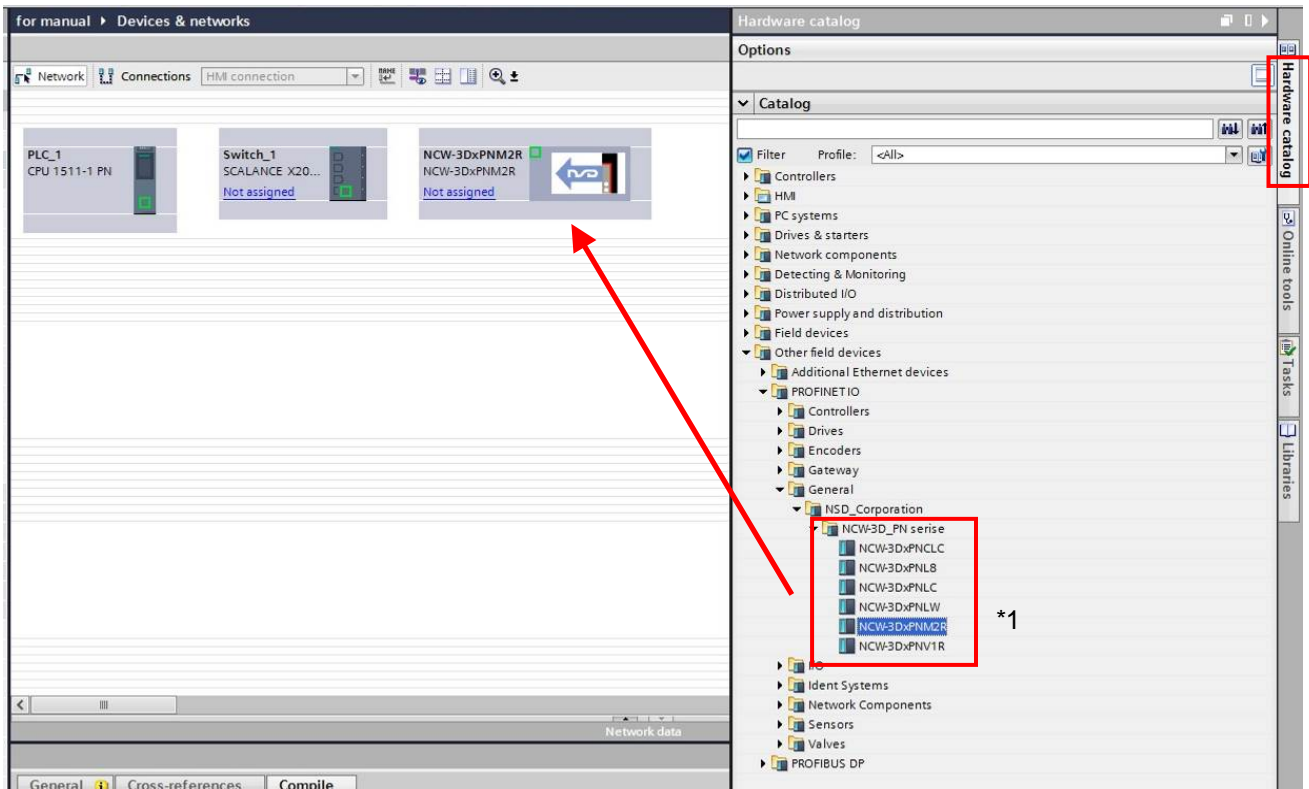 for manual ▸ Devices & networks
Network
Connections
HMI connection
PLC_1
CPU 1511-1 PN
Switch_1
SCALANCE X20...
Not assigned
NCW-3DxPNM2R
NCW-3DxPNM2R
Not assigned
Network data
General
Cross-references
Compile
Hardware catalog
Options
Catalog
Filter
Profile:
<All>
Controllers
HMI
PC systems
Drives & starters
Network components
Detecting & Monitoring
Distributed I/O
Power supply and distribution
Field devices
Other field devices
Additional Ethernet devices
PROFINET IO
Controllers
Drives
Encoders
Gateway
General
NSD_Corporation
NCW-3D_PN serise
NCW-3DxPNCLC
NCW-3DxPNL8
NCW-3DxPNLC
NCW-3DxPNLW
NCW-3DxPNM2R
NCW-3DxPNV1R
*1
I/O
Ident Systems
Network Components
Sensors
Valves
PROFIBUS DP
Hardware catalog
Online tools
Tasks
Libraries